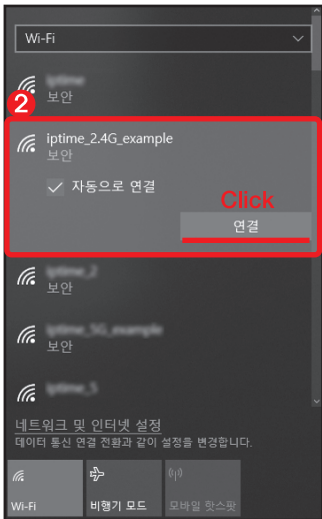 Wi-Fi
보안
2
iptime_2.4G_example
보안
자동으로 연결
Click
연결
보안
보안
네트워크 및 인터넷 설정
데이터 통신 연결 전환과 같이 설정을 변경합니다.
Wi-Fi
비행기 모드
모바일 핫스팟